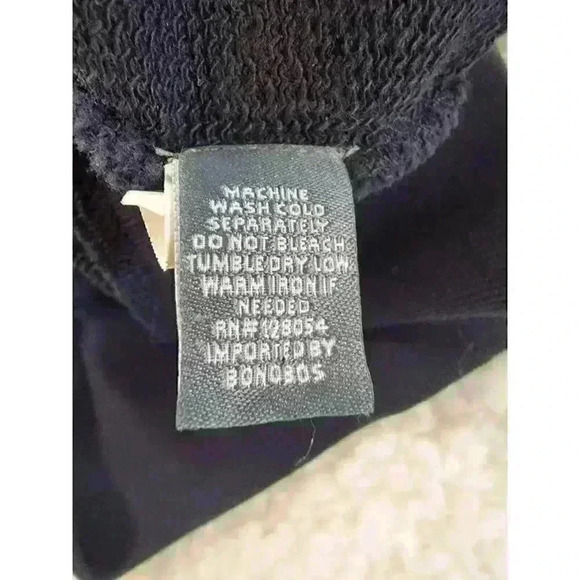 MACHINE
WASH COLD
SEPARATELY
DO NOT BLEACH
TUMBLE DRY LOW
WARM IRON IF
NEEDED
RN# 128054
IMPORTED BY
BONOBOS